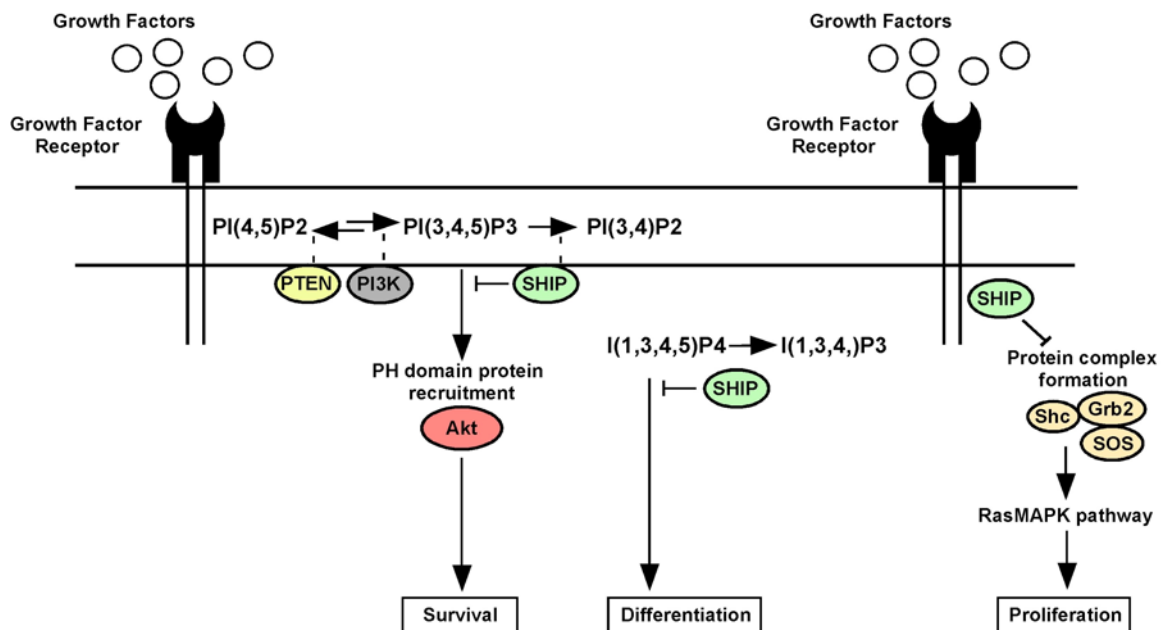 Growth Factors
Growth Factors
Growth Factor
Receptor
Growth Factor
Receptor
PI(4,5)P2
PI(3,4,5)P3
PI(3,4)P2
PTEN
PI3K
SHIP
SHIP
I(1,3,4,5)P4
I(1,3,4,)P3
PH domain protein
recruitment
SHIP
Protein complex
formation
Akt
Shc
Grb2
SOS
RasMAPK pathway
Survival
Differentiation
Proliferation